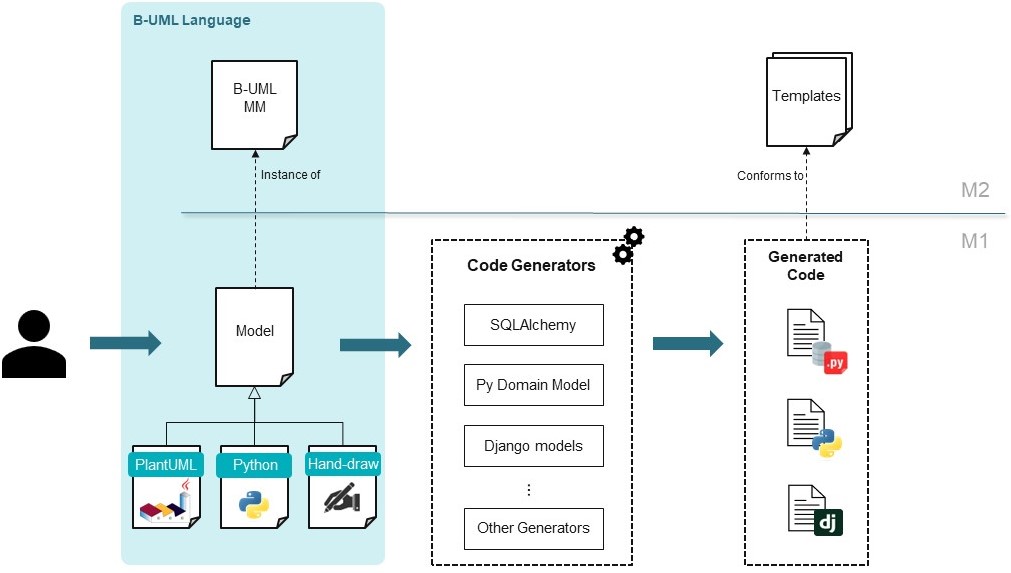 B-UML Language
B-UML
MM
Templates
Instance of
Conforms to
M2
M1
Code Generators
Generated
Code
SQLAlchemy
Model
Py Domain Model
.py
Django models
PlantUML
Python
Hand-draw
⋮
Other Generators
dj